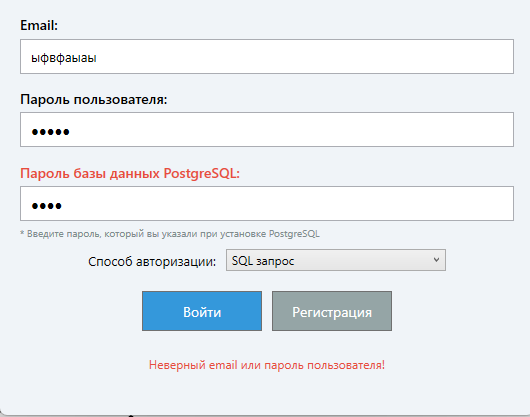 Email:
ыфвфаыаы
Пароль пользователя:
●●●●●
Пароль базы данных PostgreSQL:
●●●●
* Введите пароль, который вы указали при установке PostgreSQL
Способ авторизации: SQL запрос
Войти Регистрация
Неверный email или пароль пользователя!